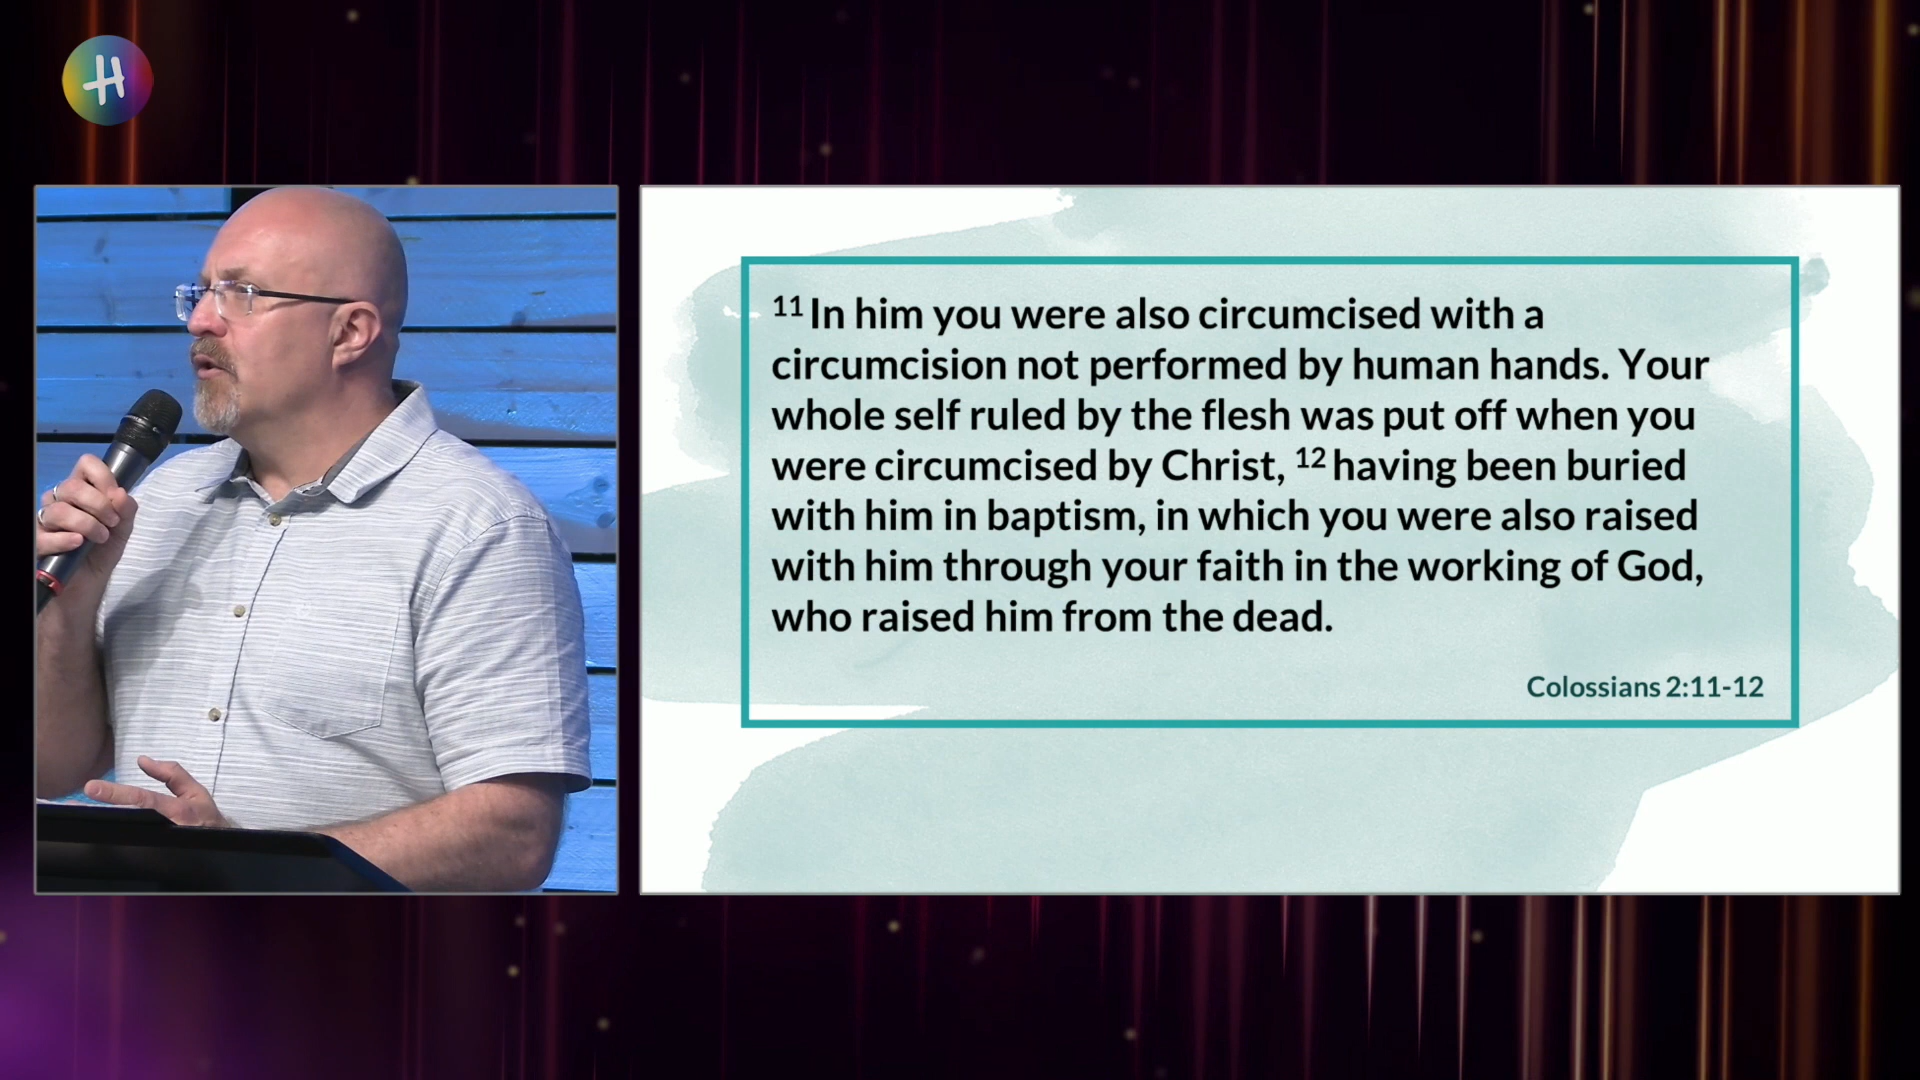 H
11 In him you were also circumcised with a
circumcision not performed by human hands. Your
whole self ruled by the flesh was put off when you
were circumcised by Christ, 12 having been buried
with him in baptism, in which you were also raised
with him through your faith in the working of God,
who raised him from the dead.
Colossians 2:11-12